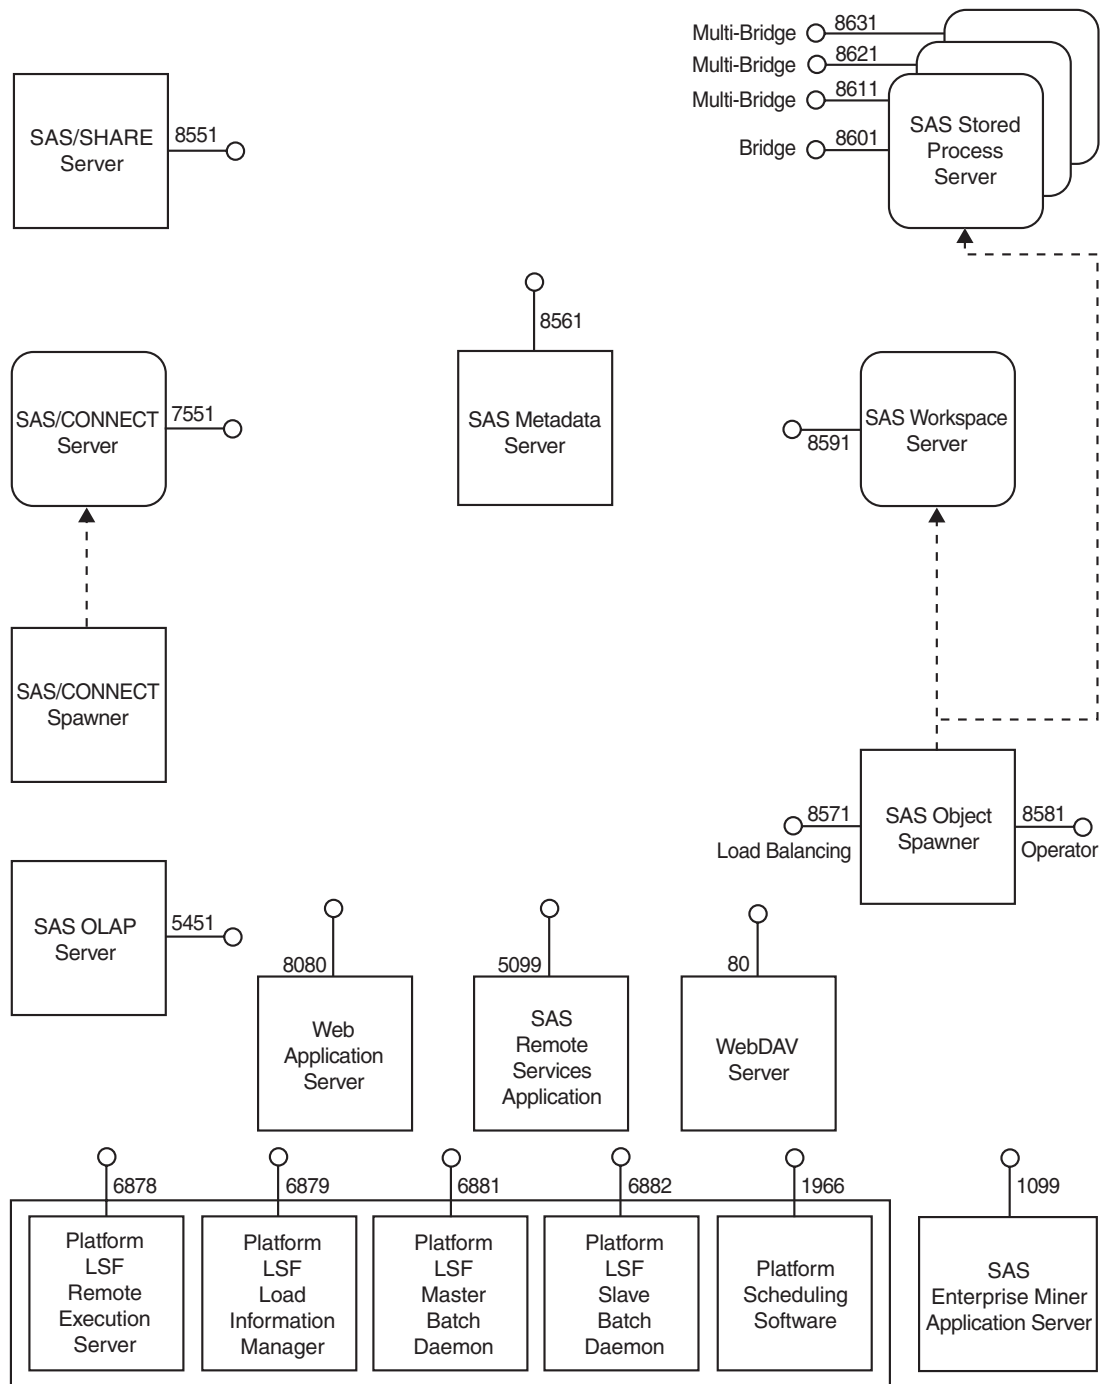 Multi-Bridge 8631
Multi-Bridge 8621
Multi-Bridge 8611
Bridge 8601
SAS Stored
Process
Server
SAS/SHARE
Server
8551
8561
SAS Metadata
Server
SAS/CONNECT
Server
7551
8591
SAS Workspace
Server
SAS/CONNECT
Spawner
8571
Load Balancing
SAS Object
Spawner
8581
Operator
SAS OLAP
Server
5451
8080
Web
Application
Server
5099
SAS
Remote
Services
Application
80
WebDAV
Server
6878
Platform
LSF
Remote
Execution
Server
6879
Platform
LSF
Load
Information
Manager
6881
Platform
LSF
Master
Batch
Daemon
6882
Platform
LSF
Slave
Batch
Daemon
1966
Platform
Scheduling
Software
1099
SAS
Enterprise Miner
Application Server